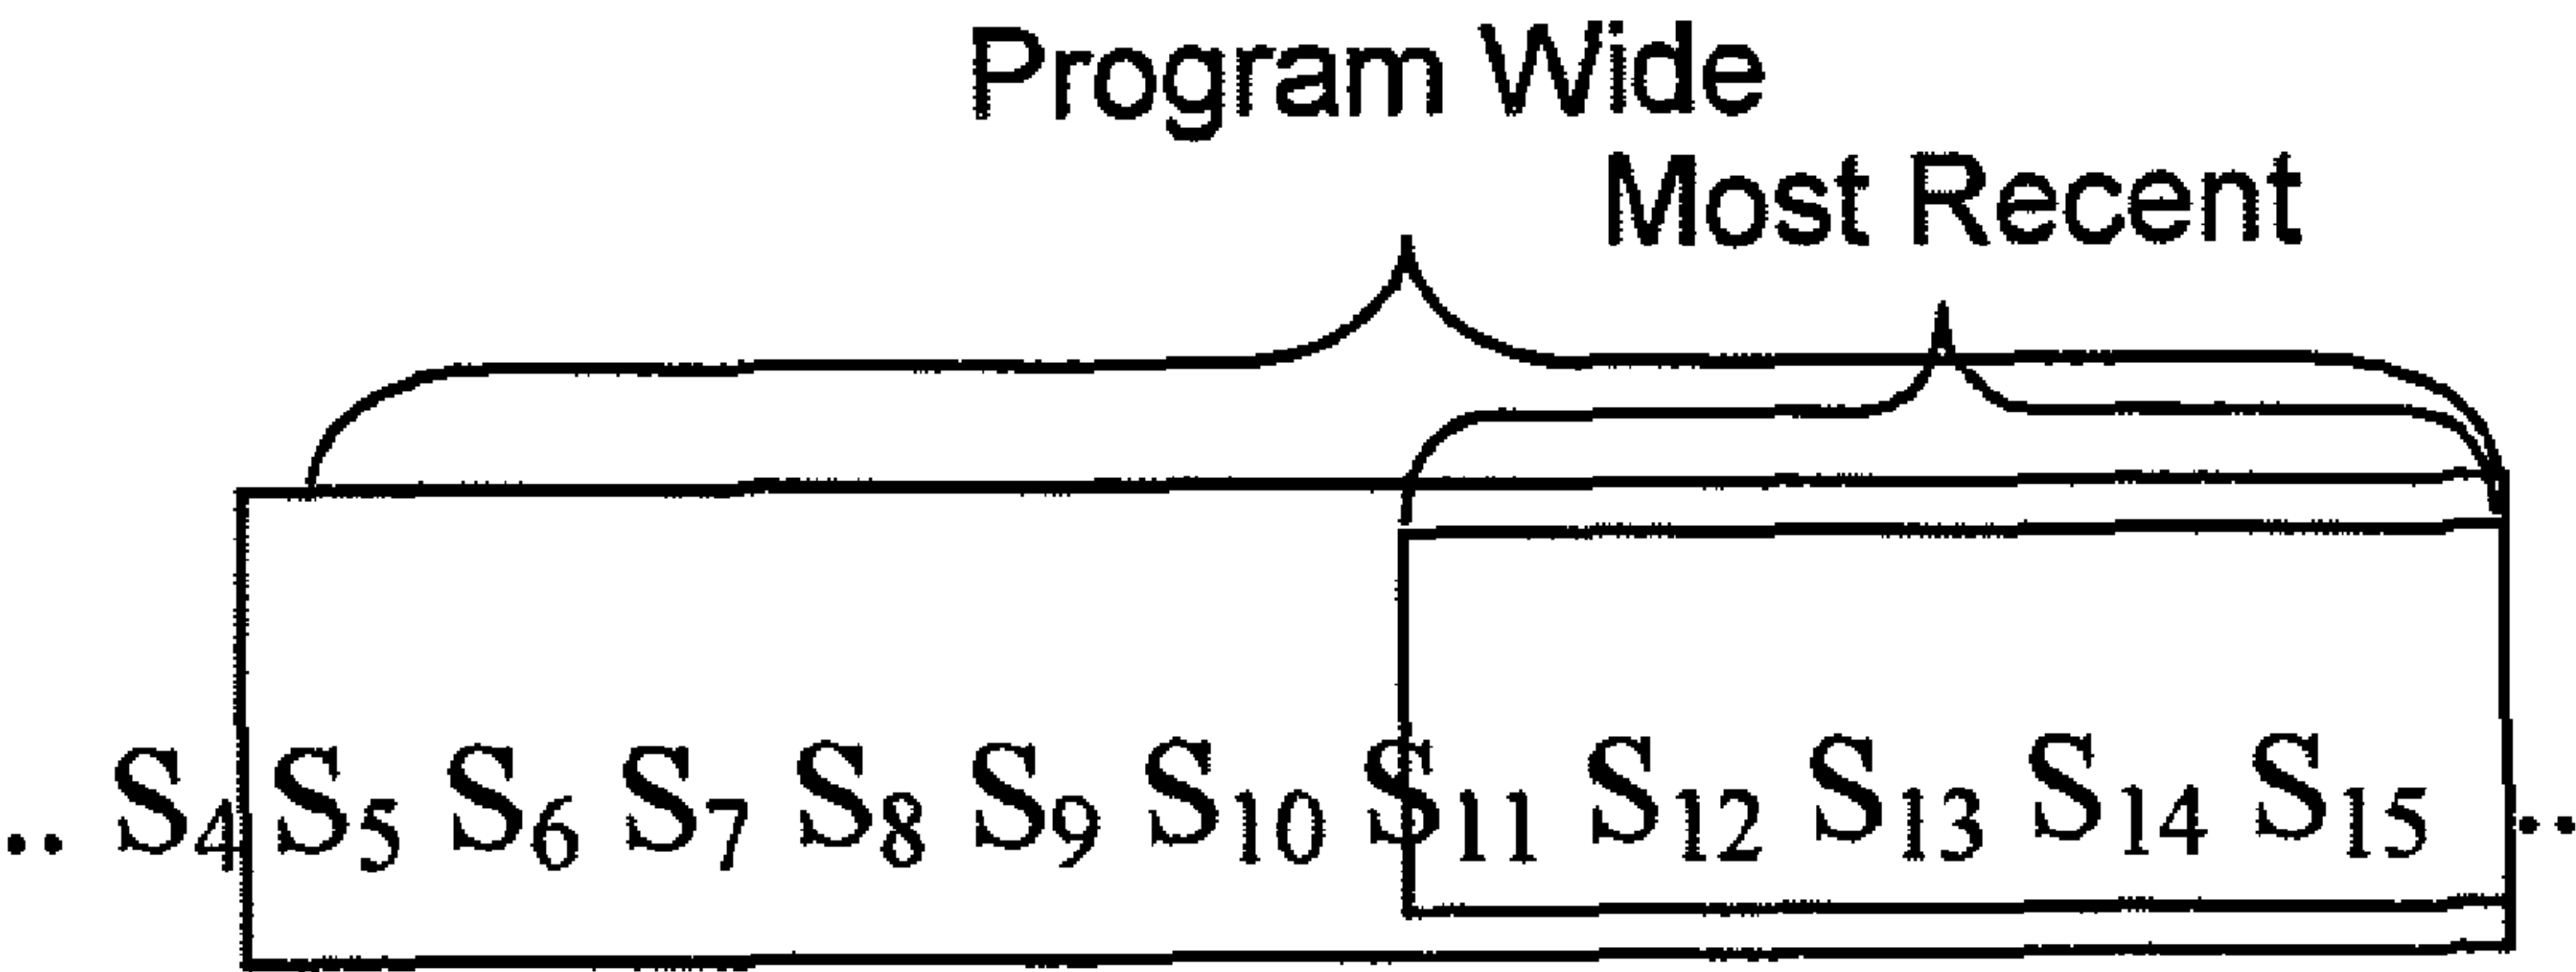 Program Wide
Most Recent
.. S₄ S₅ S₆ S₇ S₈ S₉ S₁₀ S₁₁ S₁₂ S₁₃ S₁₄ S₁₅ ..